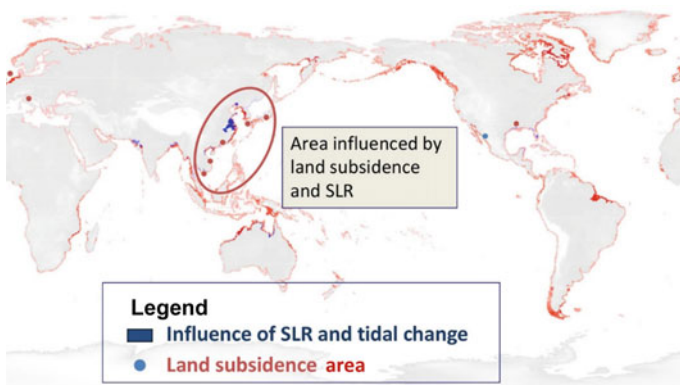 Area influenced by
land subsidence
and SLR
Legend
Influence of SLR and tidal change
Land subsidence area